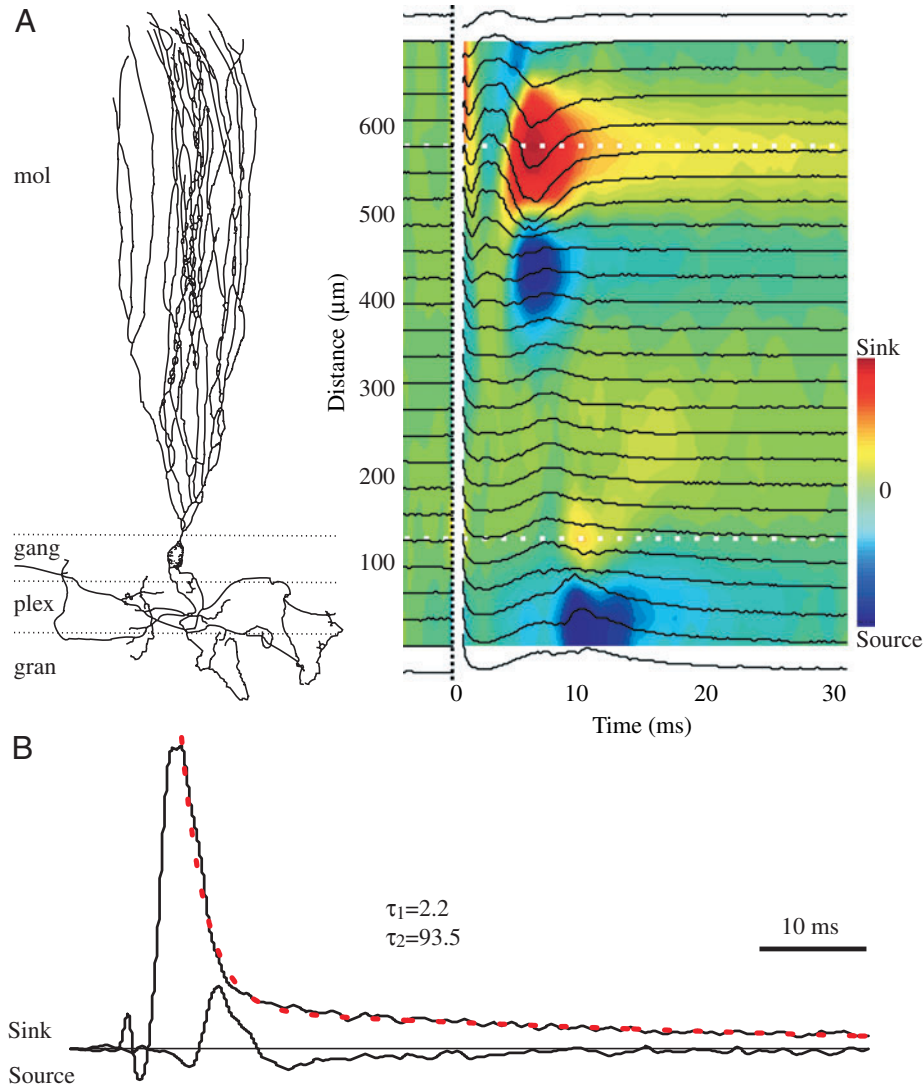 A
mol
gang
plex
gran
Distance (μm)
600
500
400
300
200
100
0
10
20
30
Time (ms)
Sink
0
Source
B
τ1=2.2
τ2=93.5
10 ms
Sink
Source